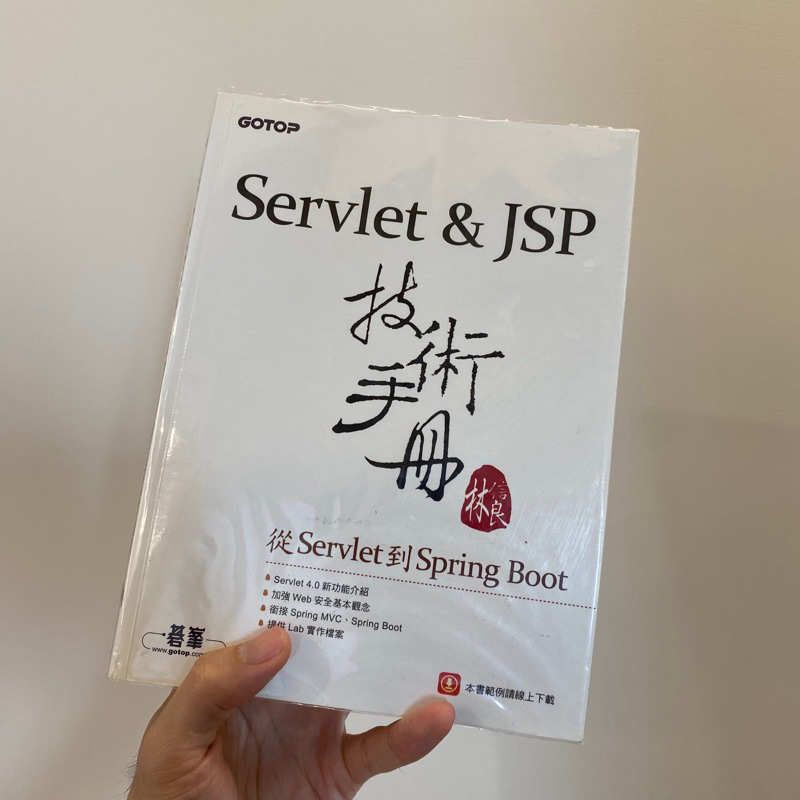 GOTOP
Servlet & JSP
技術
手冊
林信良
從Servlet到Spring Boot
Servlet 4.0 新功能介紹
加強 Web 安全基本觀念
銜接 Spring MVC、Spring Boot
提供 Lab 實作檔案
碁峯
www.gotop.com
本書範例請線上下載